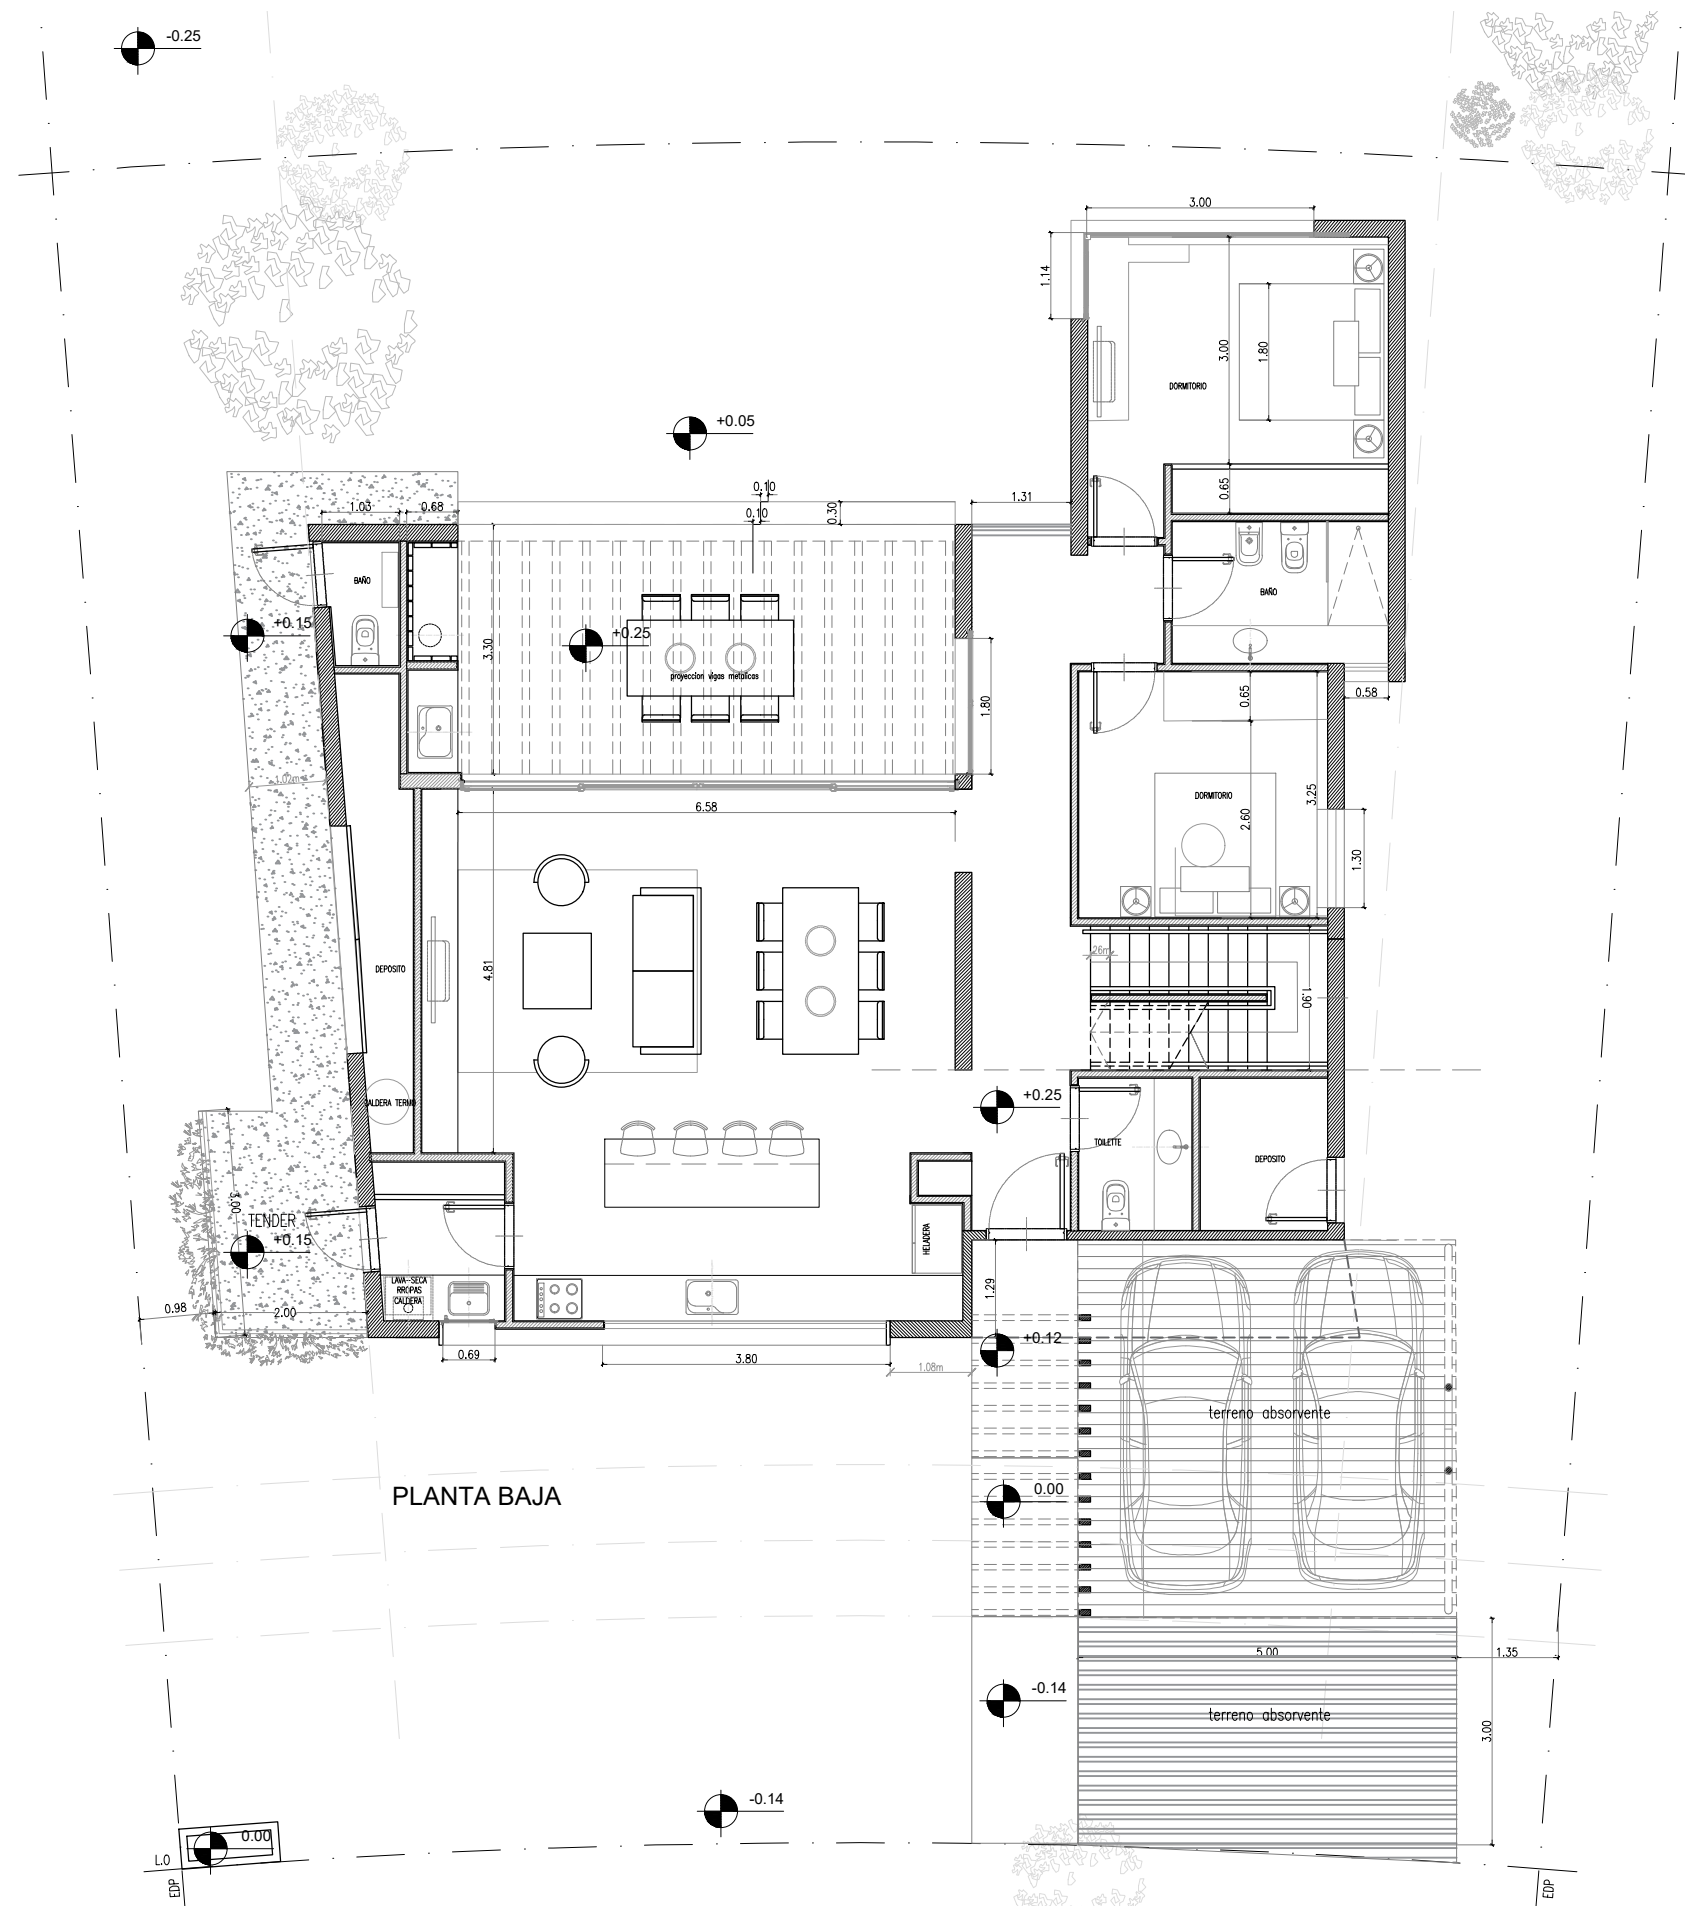 -0.25
3.00
1.14
3.00
1.80
DORMITORIO
+0.05
0.65
0.10
0.10
0.30
1.31
1.03
0.68
BAÑO
BAÑO
+0.15
+0.25
3.30
proyeccion vigas metalicas
1.80
0.65
0.58
1.02m
DORMITORIO
3.25
2.60
6.58
1.30
DEPOSITO
4.81
.26m
1.90
CALDERA TERMO
+0.25
TOILETTE
DEPOSITO
3.00
TENDER
+0.15
HELADERA
LAVA-SECA
RROPAS
CALDERA
1.29
0.98
2.00
+0.12
0.69
3.80
1.08m
terreno absorvente
PLANTA BAJA
0.00
5.00
1.35
-0.14
terreno absorvente
3.00
-0.14
0.00
L.O
EDP
EDP